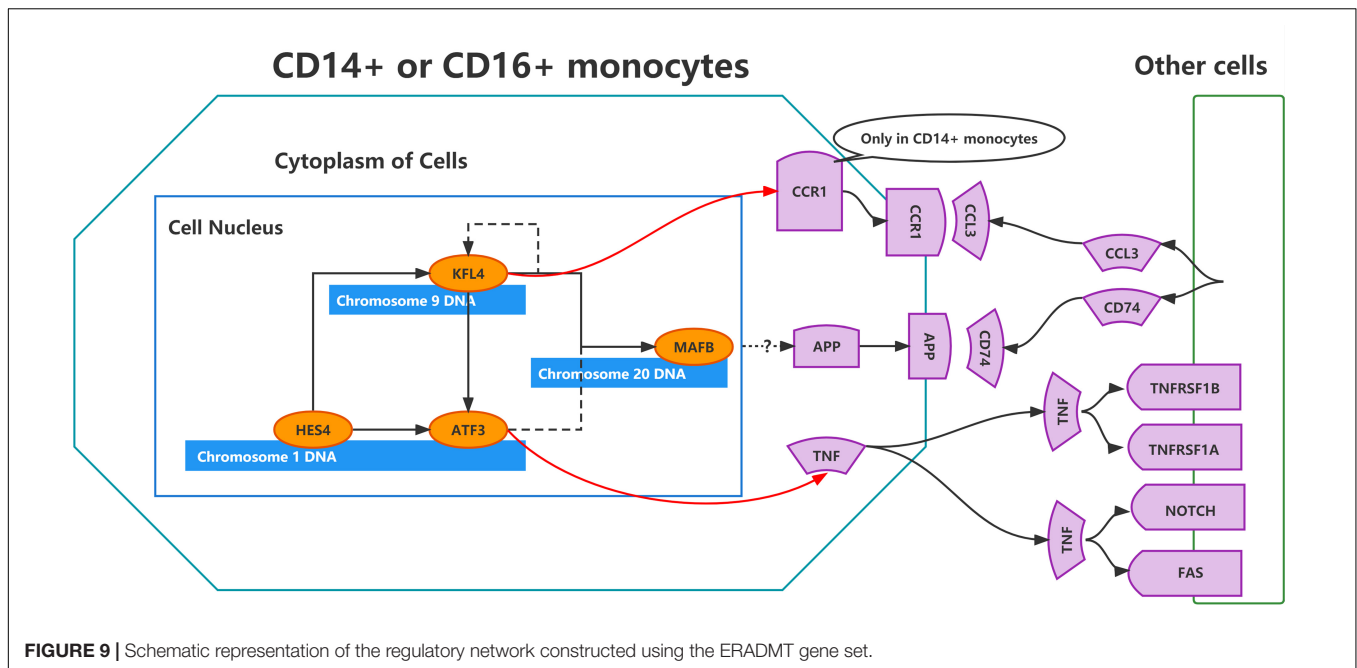 CD14+ or CD16+ monocytes
Other cells
Only in CD14+ monocytes
Cytoplasm of Cells
CCR1
CCR1
CCL3
Cell Nucleus
CCL3
KFL4
Chromosome 9 DNA
CD74
MAFB
?
APP
APP
CD74
Chromosome 20 DNA
TNFRSF1B
TNF
HES4
ATF3
Chromosome 1 DNA
TNF
TNFRSF1A
NOTCH
TNF
FAS
FIGURE 9 | Schematic representation of the regulatory network constructed using the ERADMT gene set.